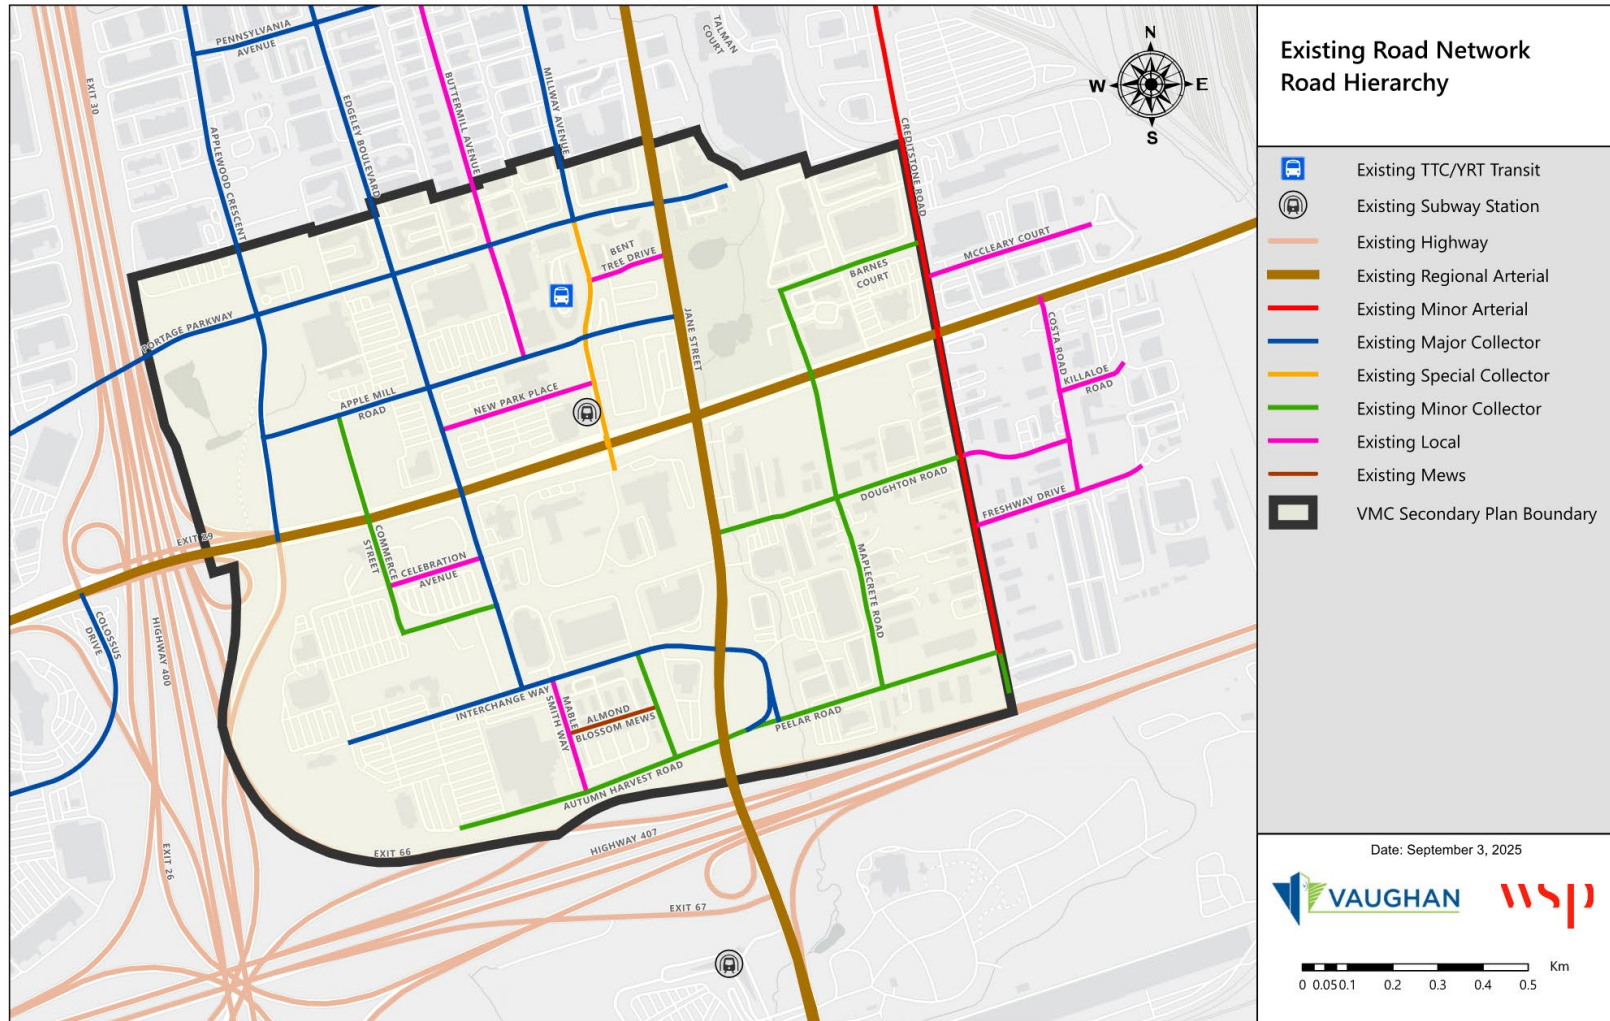 Existing Road Network
Road Hierarchy
Existing TTC/YRT Transit
Existing Subway Station
Existing Highway
Existing Regional Arterial
Existing Minor Arterial
Existing Major Collector
Existing Special Collector
Existing Minor Collector
Existing Local
Existing Mews
VMC Secondary Plan Boundary
Date: September 3, 2025
VAUGHAN
wsp
Km
0 0.05 0.1 0.2 0.3 0.4 0.5
N
W
E
S
PENNSYLVANIA
AVENUE
EXIT 30
APPLEWOOD CRESCENT
EDGELEY BOULEVARD
BUTTERMILL AVENUE
MILLWAY AVENUE
TALMAN
COURT
CREDITSTONE ROAD
MCCLEARY COURT
BENT
TREE DRIVE
BARNES
COURT
PORTAGE PARKWAY
JANE STREET
COSTA ROAD
KILLALOE
ROAD
APPLE MILL
ROAD
NEW PARK PLACE
DOUGHTON ROAD
FRESHWAY DRIVE
EXIT 29
COMMERCE
STREET
CELEBRATION
AVENUE
MAPLECRETE ROAD
COLOSSUS
DRIVE
HIGHWAY 400
INTERCHANGE WAY
MABLE
SMITH WAY
ALMOND
BLOSSOM MEWS
PEELAR ROAD
AUTUMN HARVEST ROAD
HIGHWAY 407
EXIT 66
EXIT 26
EXIT 67